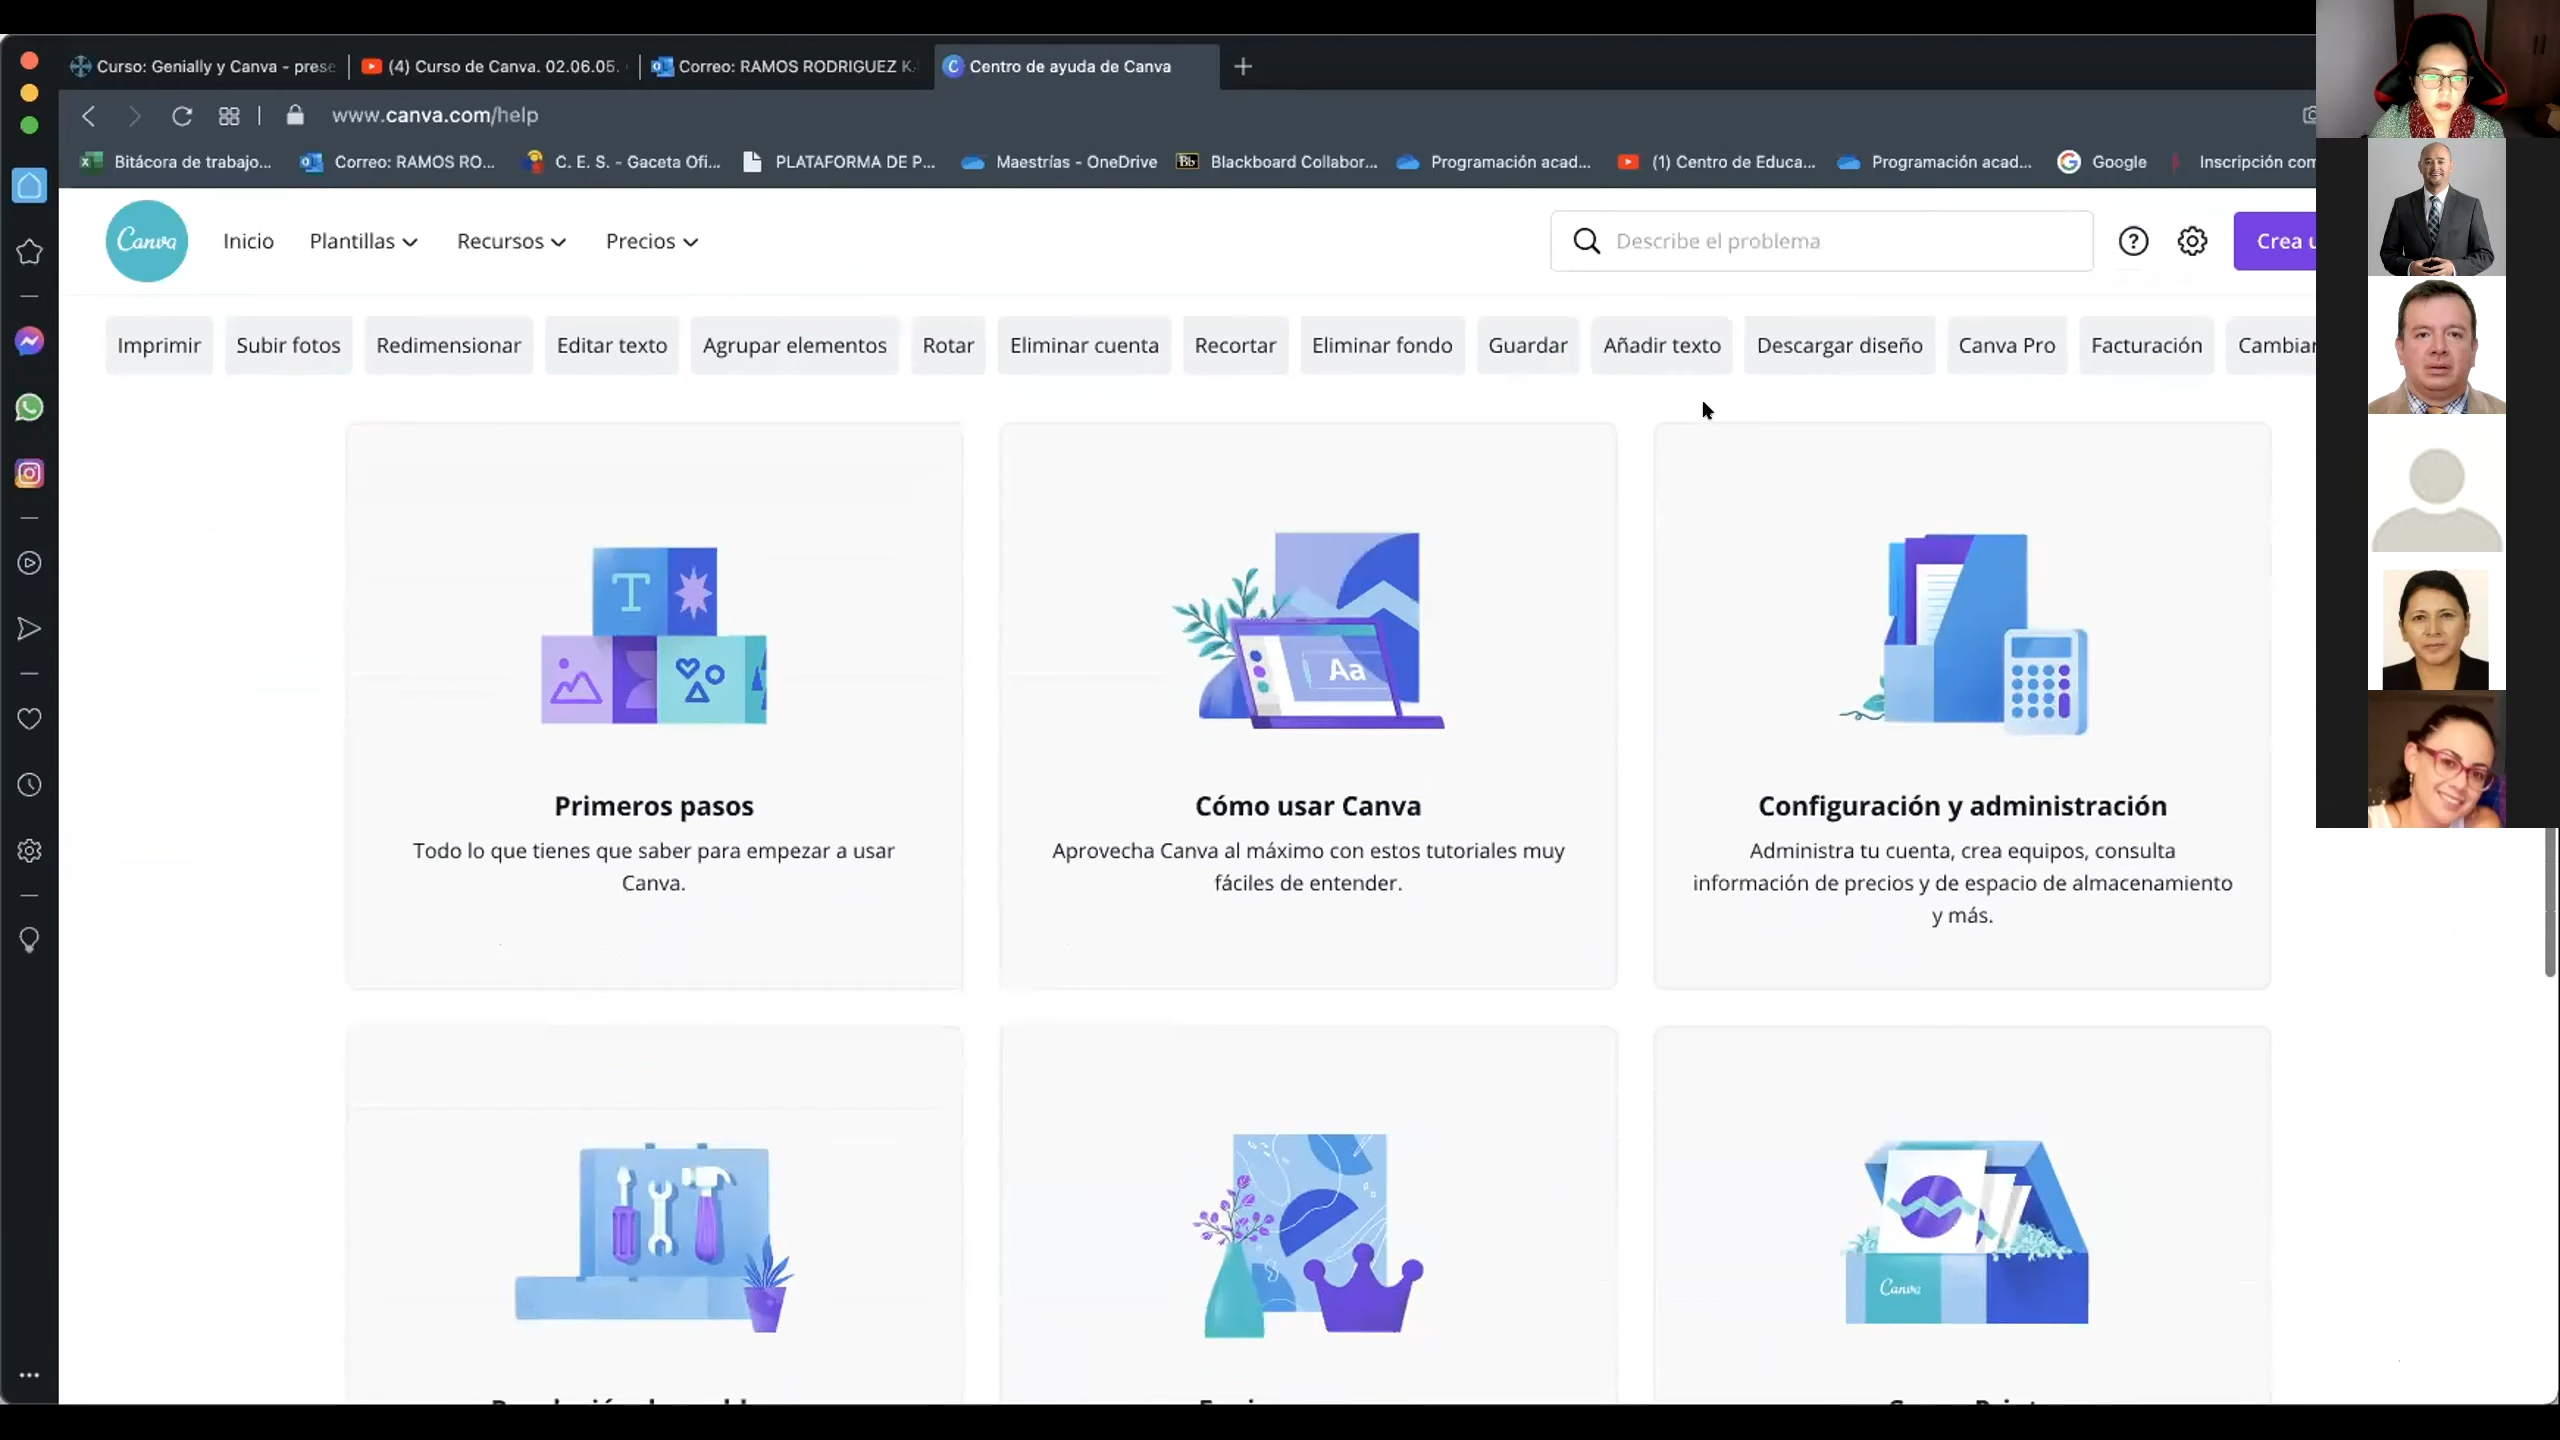 Curso: Genially y Canva - prese
(4) Curso de Canva. 02.06.05.
Correo: RAMOS RODRIGUEZ K.
Centro de ayuda de Canva
www.canva.com/help
Bitácora de trabajo...
Correo: RAMOS RO...
C. E. S. - Gaceta Ofi...
PLATAFORMA DE P...
Maestrías - OneDrive
Bb
Blackboard Collabor...
Programación acad...
(1) Centro de Educa...
Programación acad...
Google
Inscripción com
Canva
Inicio
Plantillas
Recursos
Precios
Describe el problema
Crea u
Imprimir
Subir fotos
Redimensionar
Editar texto
Agrupar elementos
Rotar
Eliminar cuenta
Recortar
Eliminar fondo
Guardar
Añadir texto
Descargar diseño
Canva Pro
Facturación
Cambiar
T
Aa
Primeros pasos
Todo lo que tienes que saber para empezar a usar
Canva.
Cómo usar Canva
Aprovecha Canva al máximo con estos tutoriales muy
fáciles de entender.
Configuración y administración
Administra tu cuenta, crea equipos, consulta
información de precios y de espacio de almacenamiento
y más.
Canva